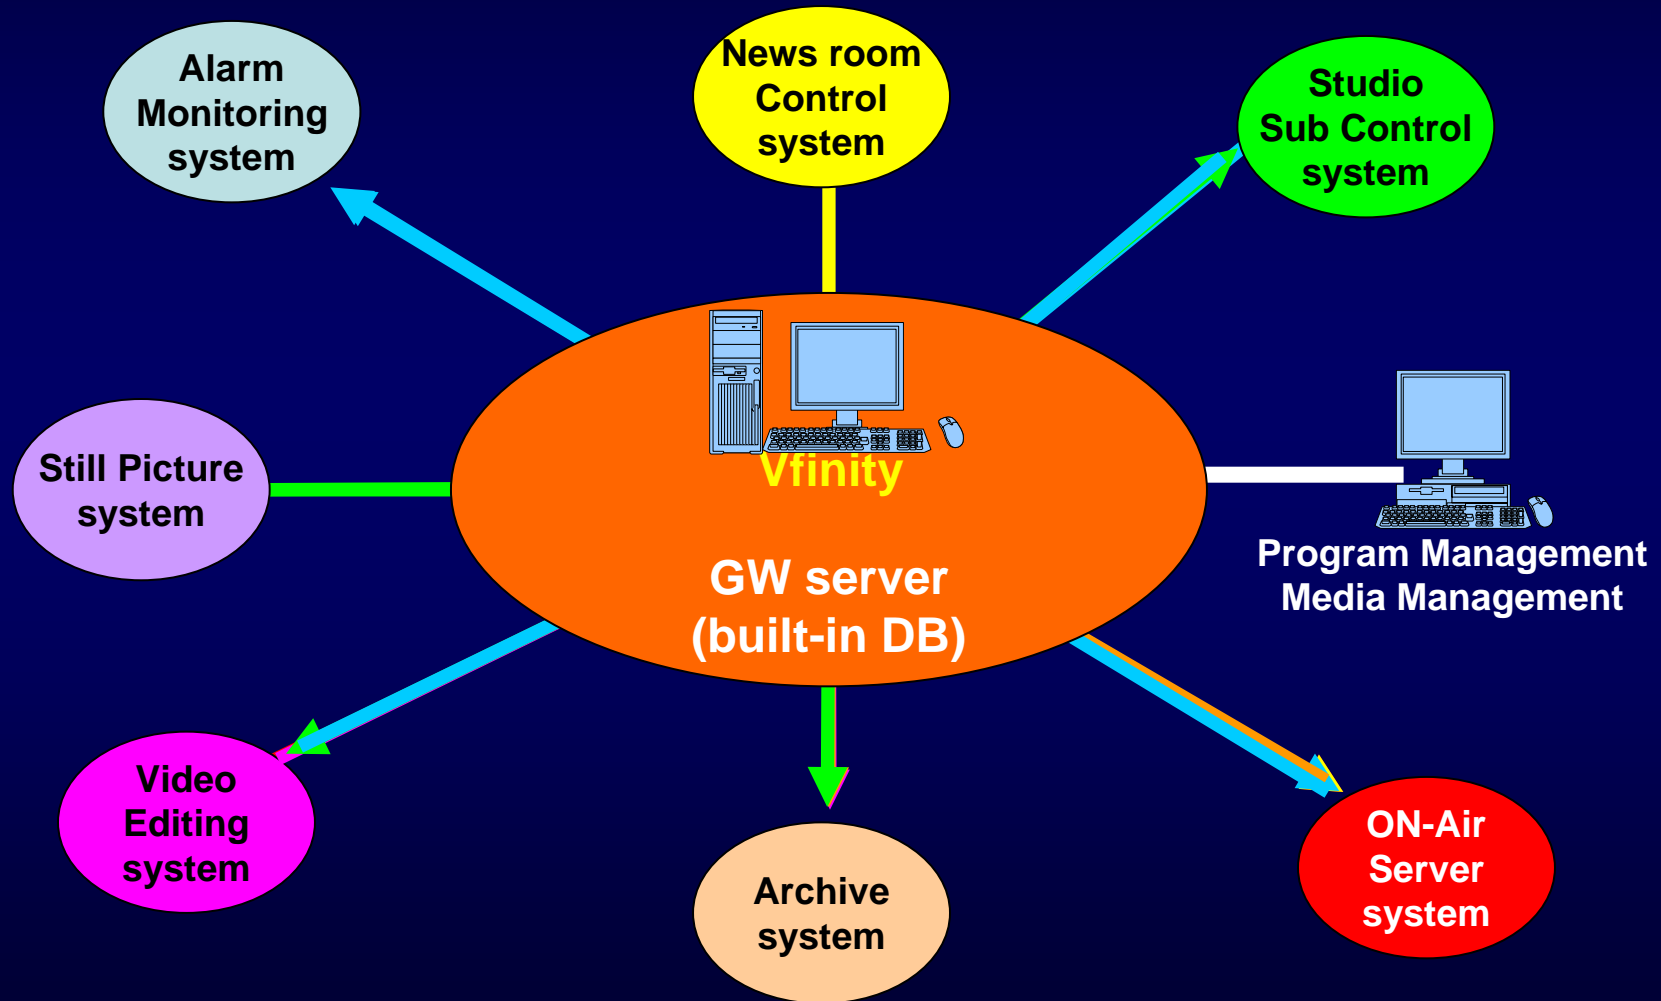 Alarm
Monitoring
system
News room
Control
system
Studio
Sub Control
system
Still Picture
system
Vfinity
GW server
(built-in DB)
Program Management
Media Management
Video
Editing
system
Archive
system
ON-Air
Server
system